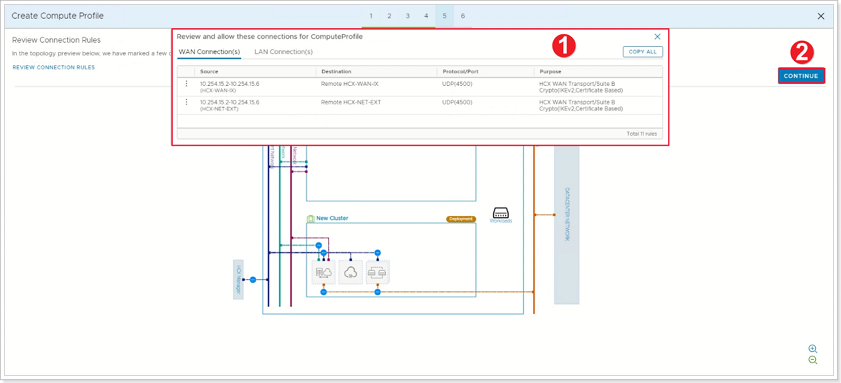 Create Compute Profile
1 2 3 4 5 6
Review Connection Rules
In the topology preview below, we have marked a few
REVIEW CONNECTION RULES
Review and allow these connections for ComputeProfile
1
WAN Connection(s) LAN Connection(s)
COPY ALL
2
CONTINUE
Source Destination Protocol/Port Purpose
10.254.15.2-10.254.15.6 Remote HCX-WAN-IX UDP(4500) HCX WAN Transport/Suite B
(HCX-WAN-IX) Crypto(IKEv2,Certificate Based)
10.254.15.2-10.254.15.6 Remote HCX-NET-EXT UDP(4500) HCX WAN Transport/Suite B
(HCX-NET-EXT) Crypto(IKEv2,Certificate Based)
Total 11 rules
New Cluster
Deployment
Workloads
DATACENTER NETWORK
HCX Manager